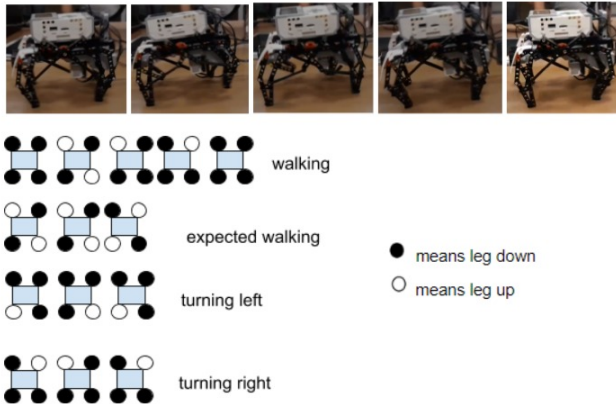 walking
expected walking
means leg down
means leg up
turning left
turning right